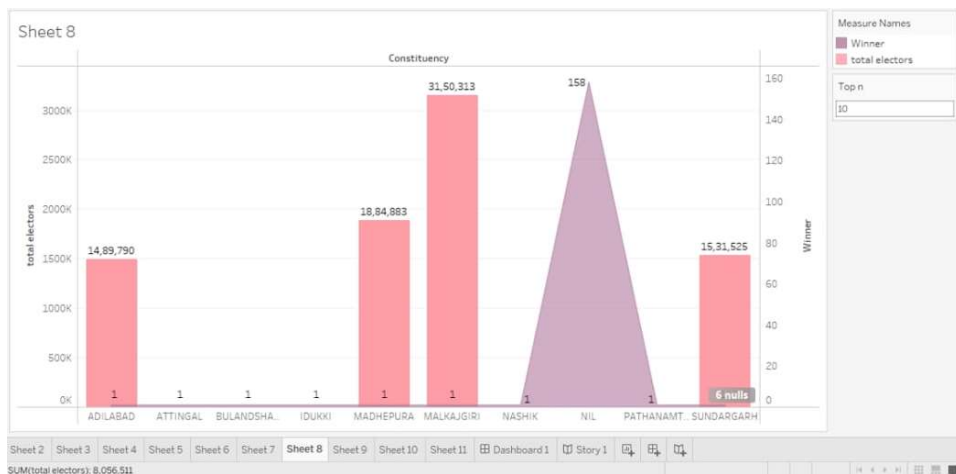 Sheet 8
Constituency
31,50,313
158
18,84,883
15,31,525
14,89,790
3000K
2500K
2000K
1500K
1000K
500K
0K
total electors
160
140
120
100
80
60
40
20
0
Winner
1 1 1 1 1 1 1 1
6 nulls
ADILABAD ATTINGAL BULANDSHA.. IDUKKI MADHEPURA MALKAJGIRI NASHIK NIL PATHANAMT.. SUNDARGARH
Measure Names
Winner
total electors
Top n
10
Sheet 2 Sheet 3 Sheet 4 Sheet 5 Sheet 6 Sheet 7 Sheet 8 Sheet 9 Sheet 10 Sheet 11 Dashboard 1 Story 1
SUM(total electors): 8,056,511